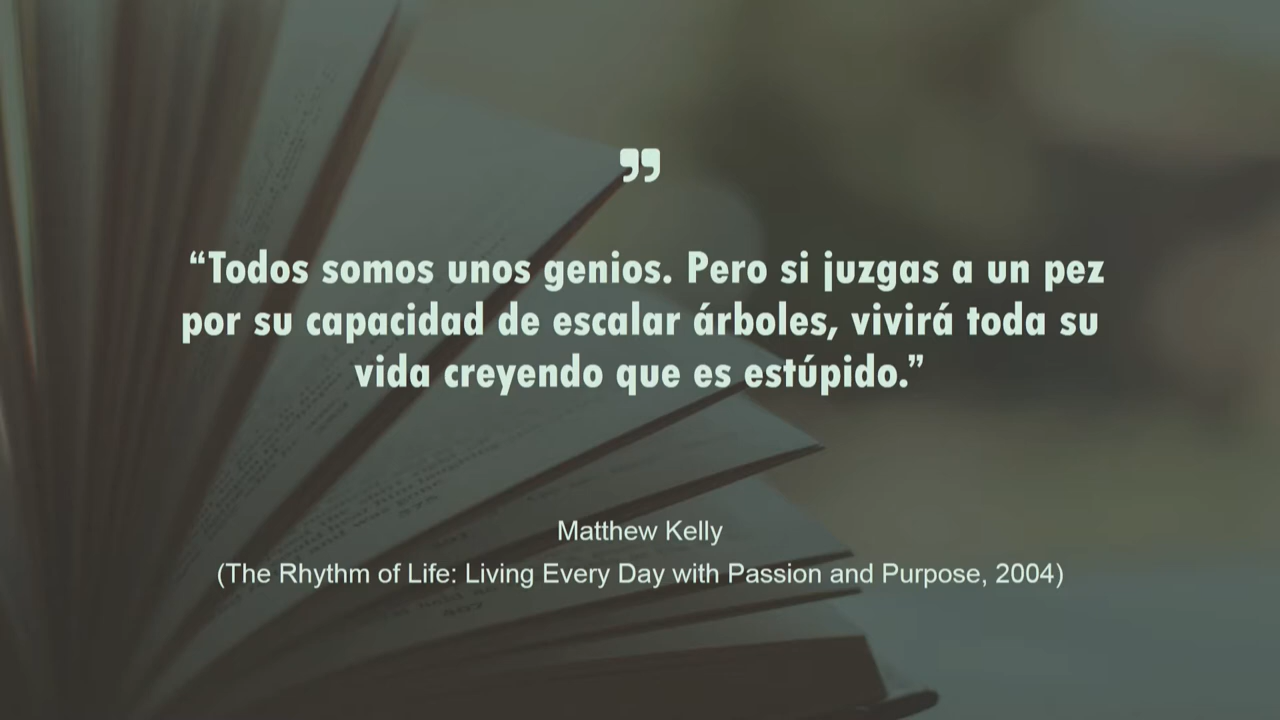 ”
“Todos somos unos genios. Pero si juzgas a un pez
por su capacidad de escalar árboles, vivirá toda su
vida creyendo que es estúpido.”
Matthew Kelly
(The Rhythm of Life: Living Every Day with Passion and Purpose, 2004)